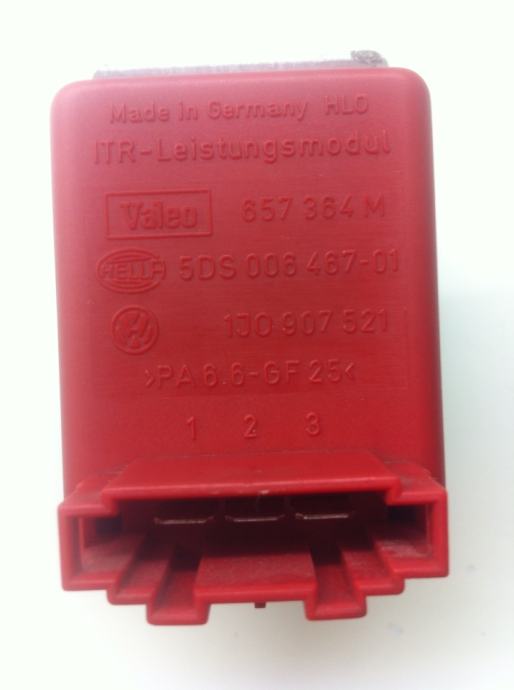 Made in Germany HLO
ITR-Leistungsmodul
Valeo 657 364 M
HELLA 5DS 006 467-01
VW 1J0 907 521
>PA 6.6-GF 25<
1 2 3